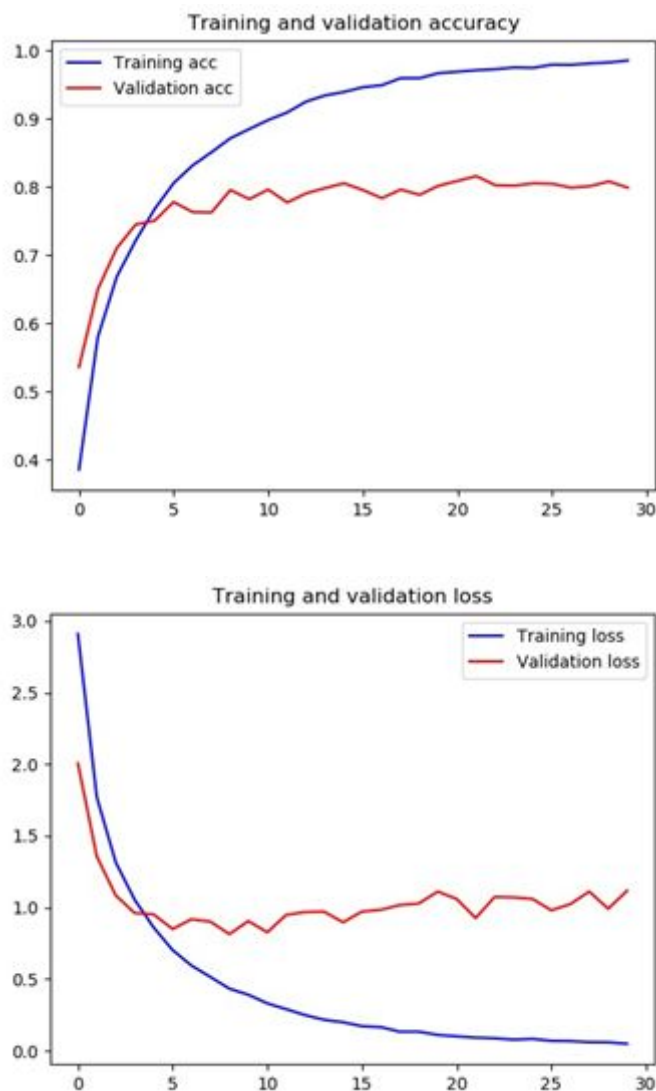 Training and validation accuracy
1.0
Training acc
Validation acc
0.9
0.8
0.7
0.6
0.5
0.4
0 5 10 15 20 25 30
Training and validation loss
3.0
Training loss
Validation loss
2.5
2.0
1.5
1.0
0.5
0.0
0 5 10 15 20 25 30